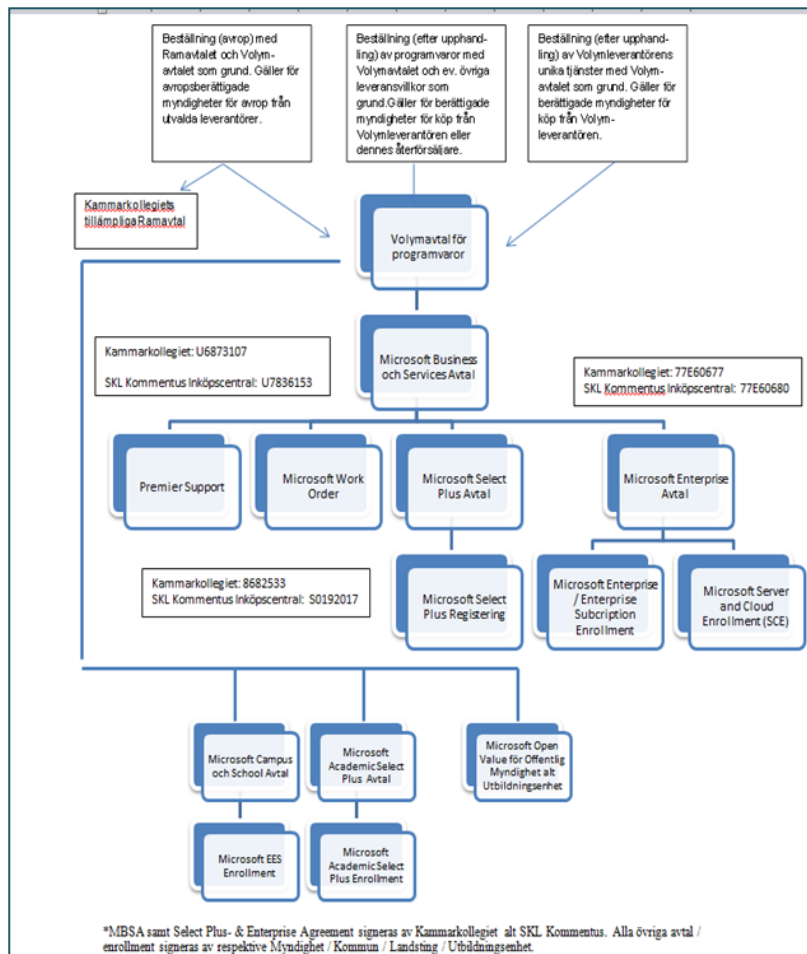 Beställning (avrop) med
Ramavtalet och Volym-
avtalet som grund. Gäller för
avropsberättigade
myndigheter för avrop från
utvalda leverantörer.
Beställning (efter upphand-
ling) av programvaror med
Volymavtalet och ev. övriga
leveransvillkor som
grund.Gäller för berättigade
myndigheter för köp från
Volymleverantören eller
dennes återförsäljare.
Beställning (efter upphand-
ling) av Volymleverantörens
unika tjänster med Volym-
avtalet som grund. Gäller för
berättigade myndigheter för
köp från Volym-
leverantören.
Kammarkollegiets
tillämpliga Ramavtal
Volymavtal för
programvaror
Kammarkollegiet: U6873107
SKL Kommentus Inköpscentral: U7836153
Microsoft Business
och Services Avtal
Kammarkollegiet: 77E60677
SKL Kommentus Inköpscentral: 77E60680
Premier Support
Microsoft Work
Order
Microsoft Select
Plus Avtal
Microsoft Enterprise
Avtal
Kammarkollegiet: 8682533
SKL Kommentus Inköpscentral: S0192017
Microsoft Select
Plus Registering
Microsoft Enterprise
/ Enterprise
Subcription
Enrollment
Microsoft Server
and Cloud
Enrollment (SCE)
Microsoft Campus
och School Avtal
Microsoft
Academic Select
Plus Avtal
Microsoft Open
Value för Offentlig
Myndighet alt
Utbildningsenhet
Microsoft EES
Enrollment
Microsoft
Academic Select
Plus Enrollment
*MBSA samt Select Plus- & Enterprise Agreement signeras av Kammarkollegiet alt SKL Kommentus. Alla övriga avtal /
enrollment signeras av respektive Myndighet / Kommun / Landsting / Utbildningsenhet.